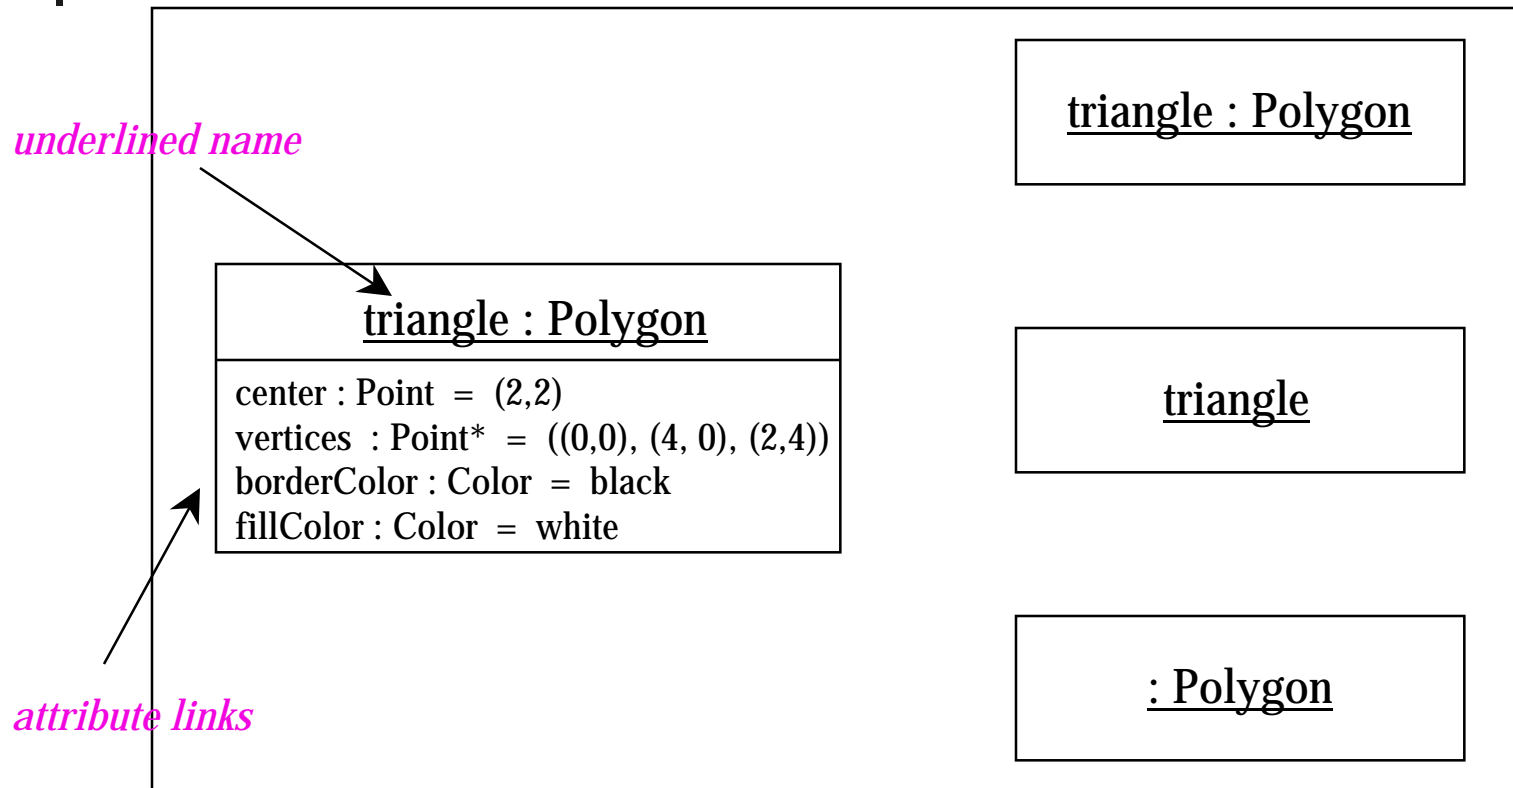 underlined name
triangle : Polygon
center : Point = (2,2)
vertices : Point* = ((0,0), (4, 0), (2,4))
borderColor : Color = black
fillColor : Color = white
attribute links
triangle : Polygon
triangle
: Polygon